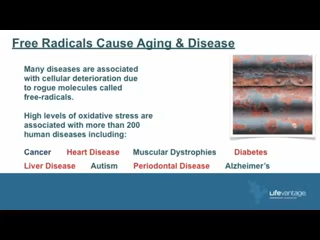 Free Radicals Cause Aging & Disease
Many diseases are associated
with cellular deterioration due
to rogue molecules called
free-radicals.
High levels of oxidative stress are
associated with more than 200
human diseases including:
Cancer Heart Disease Muscular Dystrophies Diabetes
Liver Disease Autism Periodontal Disease Alzheimer's
Lifevantage